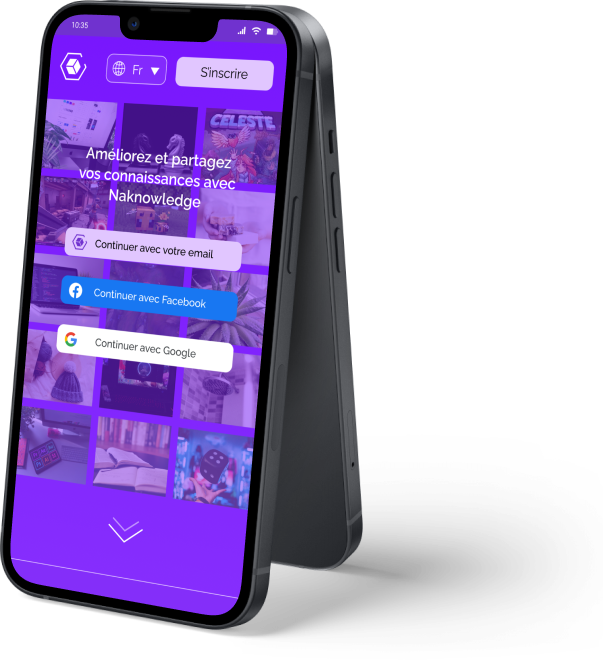 10:35
Fr
S'inscrire
CELESTE
Améliorez et partagez
vos connaissances avec
Naknowledge
Continuer avec votre email
Continuer avec Facebook
Continuer avec Google